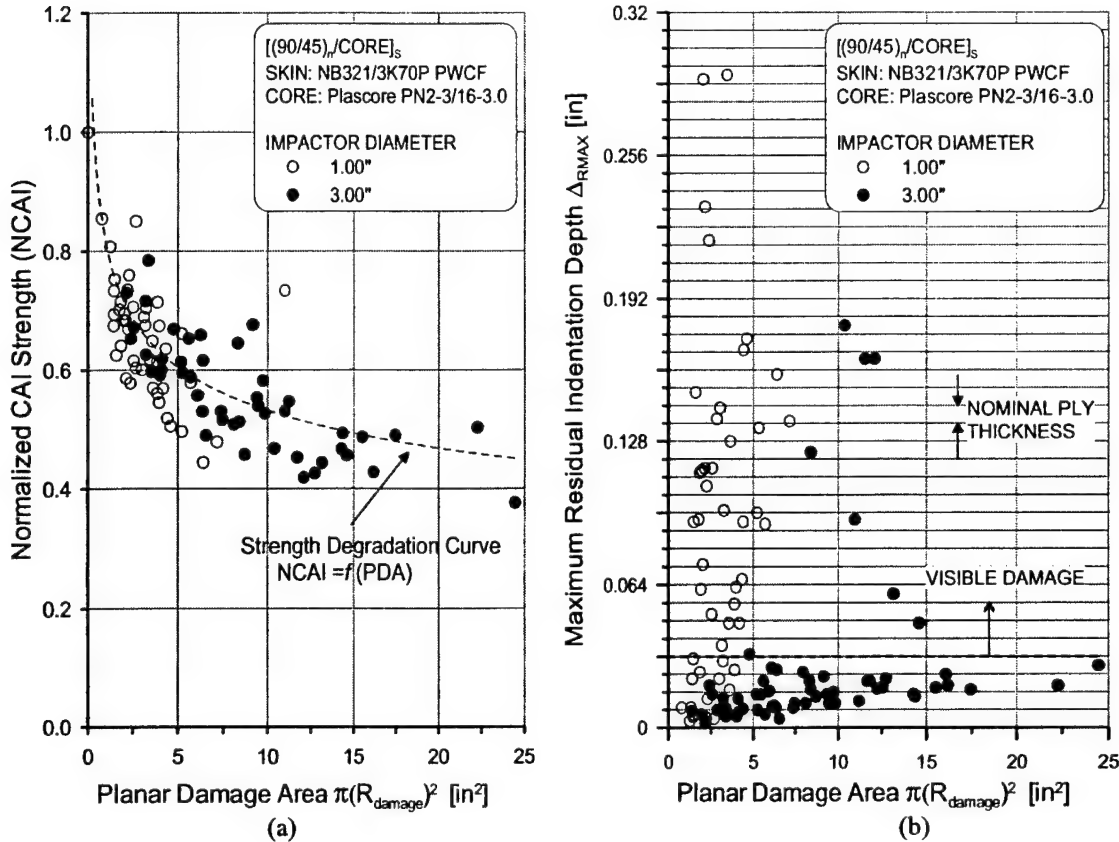 1.2
1.0
0.8
0.6
0.4
0.2
0.0
Normalized CAI Strength (NCAI)
[(90/45)n/CORE]S
SKIN: NB321/3K70P PWCF
CORE: Plascore PN2-3/16-3.0
IMPACTOR DIAMETER
1.00"
3.00"
Strength Degradation Curve
NCAI =f (PDA)
0 5 10 15 20 25
Planar Damage Area π(Rdamage)² [in²]
(a)
0.32
0.256
0.192
0.128
0.064
0
Maximum Residual Indentation Depth ΔRMAX [in]
[(90/45)n/CORE]S
SKIN: NB321/3K70P PWCF
CORE: Plascore PN2-3/16-3.0
IMPACTOR DIAMETER
1.00"
3.00"
NOMINAL PLY
THICKNESS
VISIBLE DAMAGE
0 5 10 15 20 25
Planar Damage Area π(Rdamage)² [in²]
(b)